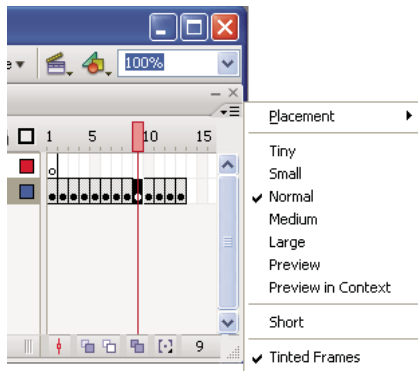 e 100%
1 5 10 15
Placement
Tiny
Small
Normal
Medium
Large
Preview
Preview in Context
Short
Tinted Frames
9